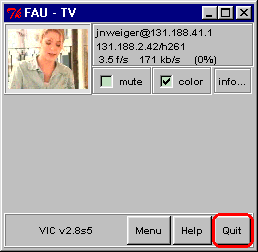 FAU - TV
jnweiger@131.188.41.1
131.188.2.42/h261
3.5 f/s 171 kb/s (0%)
mute color info...
VIC v2.8s5 Menu Help Quit